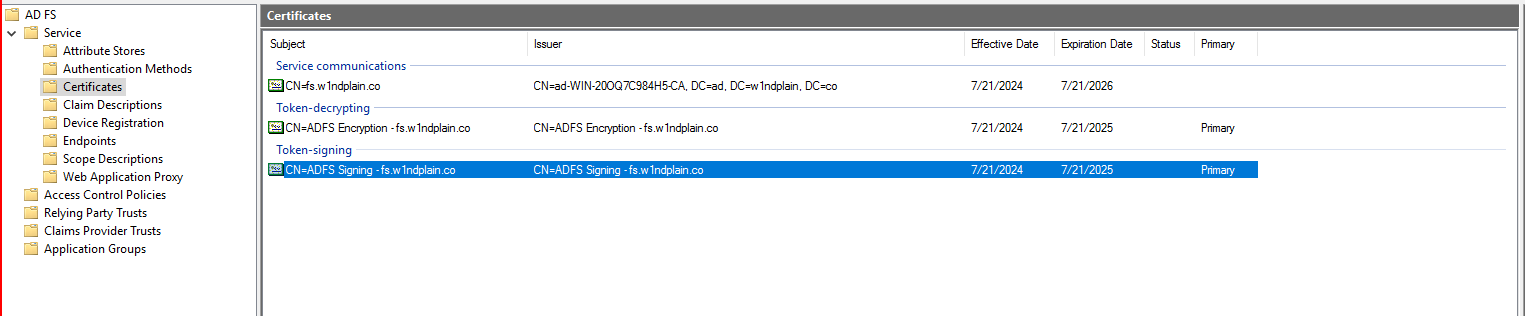 AD FS
Service
Attribute Stores
Authentication Methods
Certificates
Claim Descriptions
Device Registration
Endpoints
Scope Descriptions
Web Application Proxy
Access Control Policies
Relying Party Trusts
Claims Provider Trusts
Application Groups
Certificates
Subject Issuer Effective Date Expiration Date Status Primary
Service communications
CN=fs.w1ndplain.co CN=ad-WIN-20OQ7C984H5-CA, DC=ad, DC=w1ndplain, DC=co 7/21/2024 7/21/2026
Token-decrypting
CN=ADFS Encryption - fs.w1ndplain.co CN=ADFS Encryption - fs.w1ndplain.co 7/21/2024 7/21/2025 Primary
Token-signing
CN=ADFS Signing - fs.w1ndplain.co CN=ADFS Signing - fs.w1ndplain.co 7/21/2024 7/21/2025 Primary